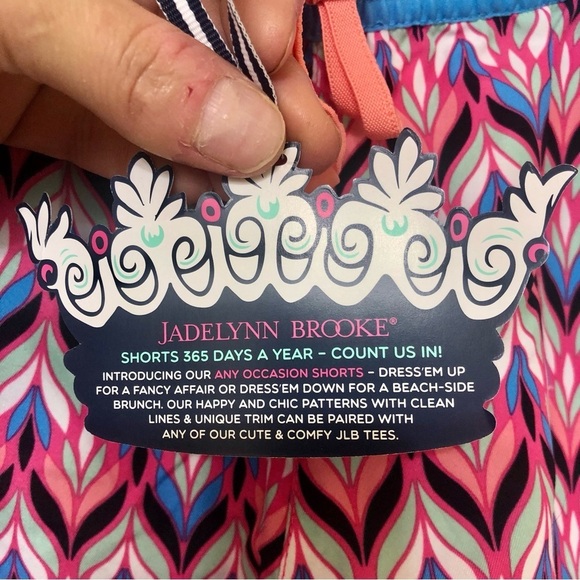 JADELYNN BROOKE®
SHORTS 365 DAYS A YEAR – COUNT US IN!
INTRODUCING OUR ANY OCCASION SHORTS – DRESS'EM UP
FOR A FANCY AFFAIR OR DRESS'EM DOWN FOR A BEACH-SIDE
BRUNCH. OUR HAPPY AND CHIC PATTERNS WITH CLEAN
LINES & UNIQUE TRIM CAN BE PAIRED WITH
ANY OF OUR CUTE & COMFY JLB TEES.